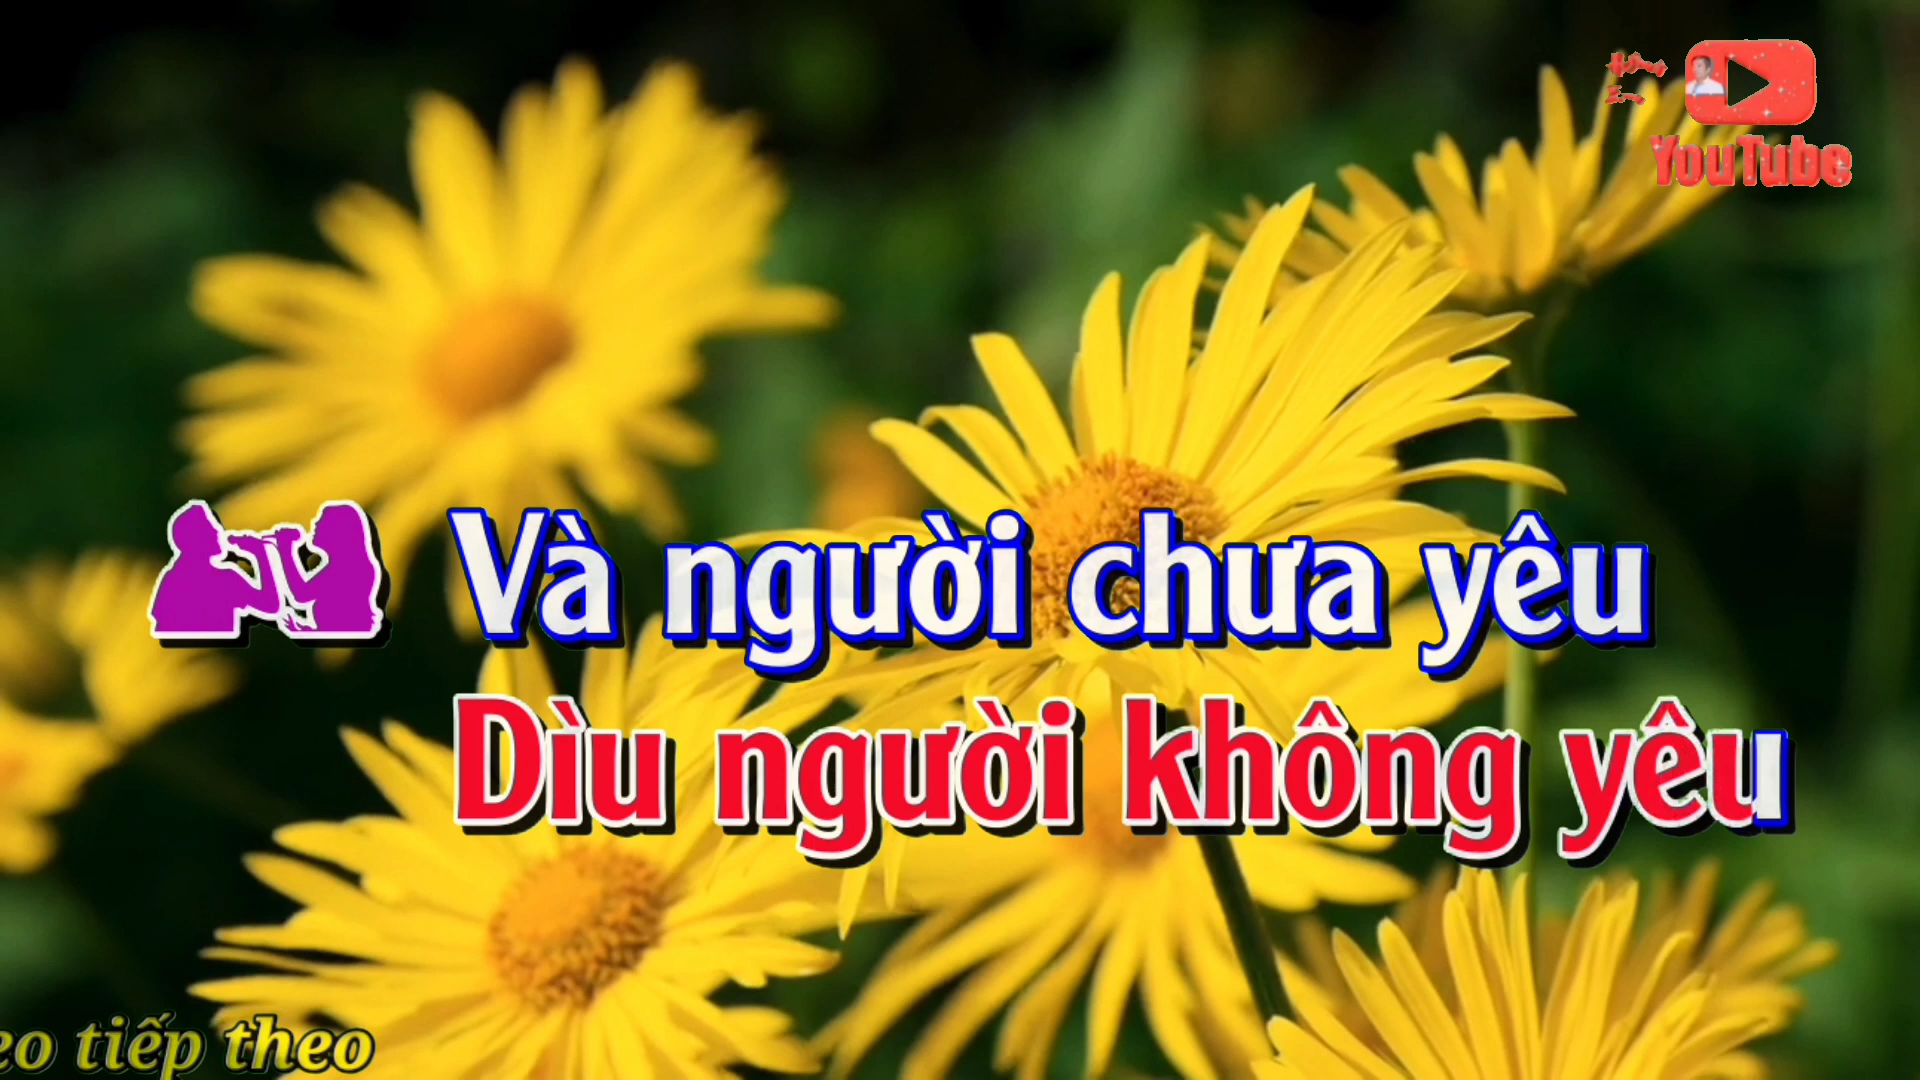 YouTube
Và người chưa yêu
Dìu người không yêu
eo tiếp theo